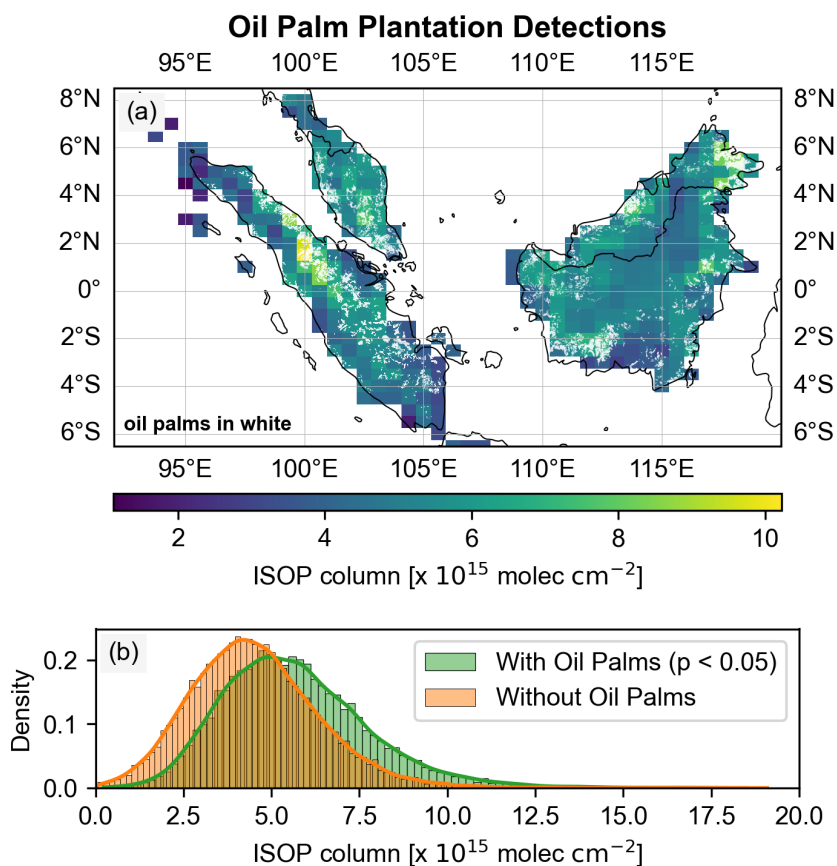 Oil Palm Plantation Detections
95°E 100°E 105°E 110°E 115°E
(a)
8°N 8°N
6°N 6°N
4°N 4°N
2°N 2°N
0° 0°
2°S 2°S
4°S 4°S
oil palms in white
6°S 6°S
95°E 100°E 105°E 110°E 115°E
2 4 6 8 10
ISOP column [x 10¹⁵ molec cm⁻²]
(b)
With Oil Palms (p < 0.05)
Without Oil Palms
Density
0.2
0.1
0.0
0.0 2.5 5.0 7.5 10.0 12.5 15.0 17.5 20.0
ISOP column [x 10¹⁵ molec cm⁻²]